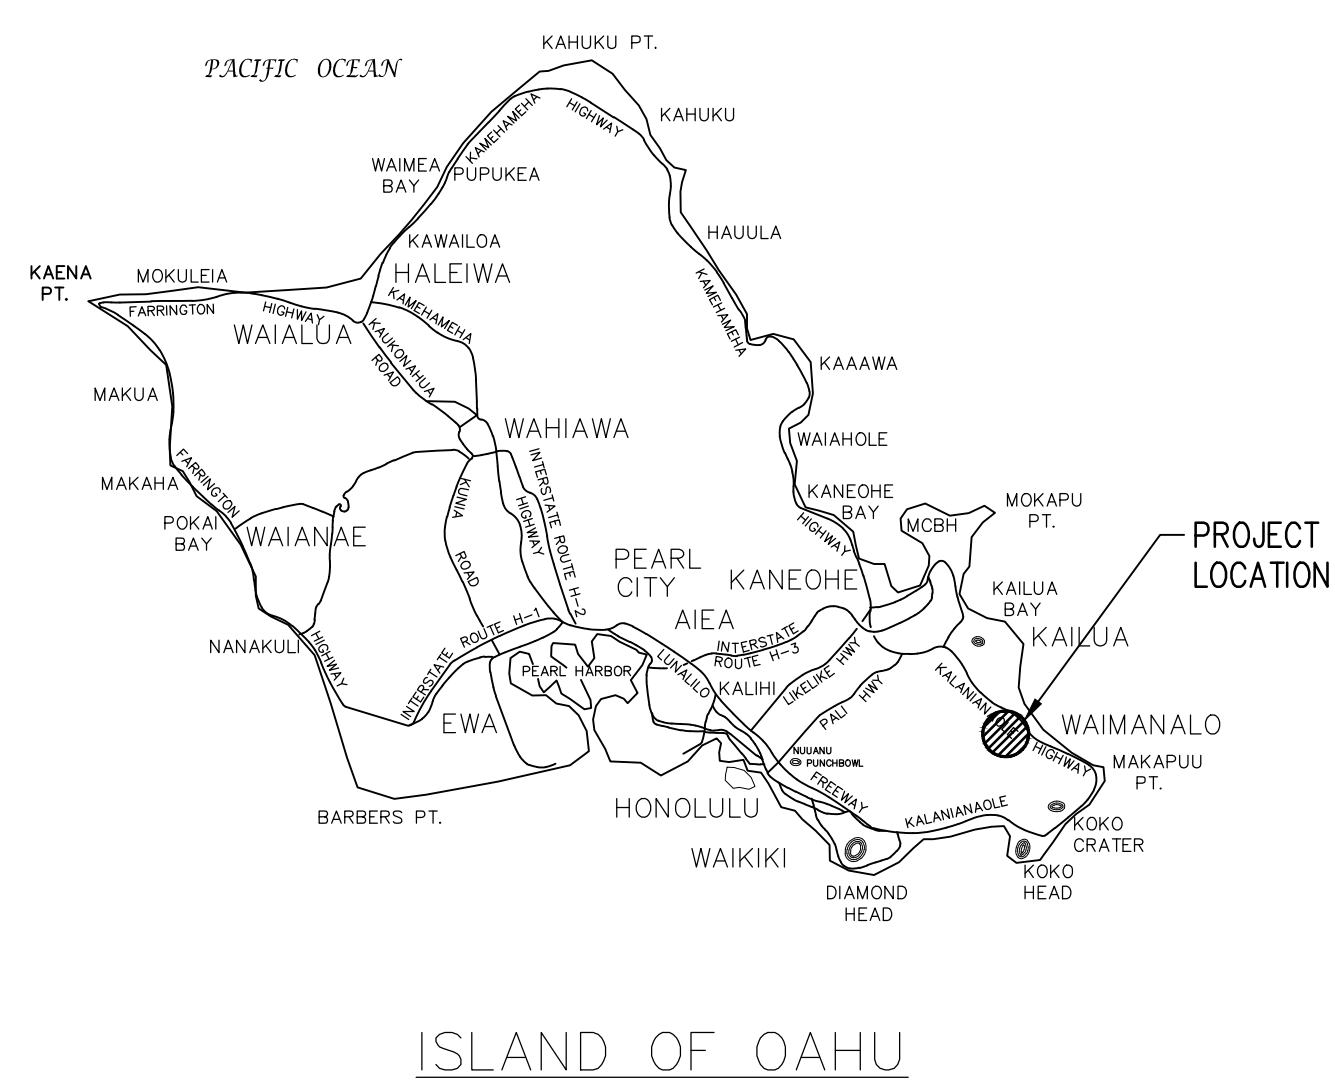 KAHUKU PT.
PACIFIC OCEAN
KAMEHAMEHA
HIGHWAY
KAHUKU
WAIMEA
BAY
PUPUKEA
HAUULA
KAWAILOA
KAENA
PT.
MOKULEIA
HALEIWA
FARRINGTON
HIGHWAY
KAMEHAMEHA
KAMEHAMEHA
WAIALUA
KAUKONAHUA
ROAD
KAAAWA
MAKUA
WAHIAWA
WAIAHOLE
FARRINGTON
MAKAHA
KUNIA
ROAD
INTERSTATE ROUTE H-2
HIGHWAY
KANEOHE
BAY
HIGHWAY
MOKAPU
PT.
MCBH
POKAI
BAY
WAIANAE
PROJECT
LOCATION
PEARL
CITY
KANEOHE
KAILUA
BAY
AIEA
KAILUA
NANAKULI
HIGHWAY
INTERSTATE ROUTE H-1
INTERSTATE
ROUTE H-3
PEARL HARBOR
LUNALILO
KALIHI
LIKELIKE HWY
PALI HWY
KALANIAN
EWA
WAIMANALO
HIGHWAY
NUUANU
PUNCHBOWL
MAKAPUU
PT.
FREEWAY
HONOLULU
BARBERS PT.
KALANIANAOLE
KOKO
CRATER
WAIKIKI
KOKO
HEAD
DIAMOND
HEAD
ISLAND OF OAHU